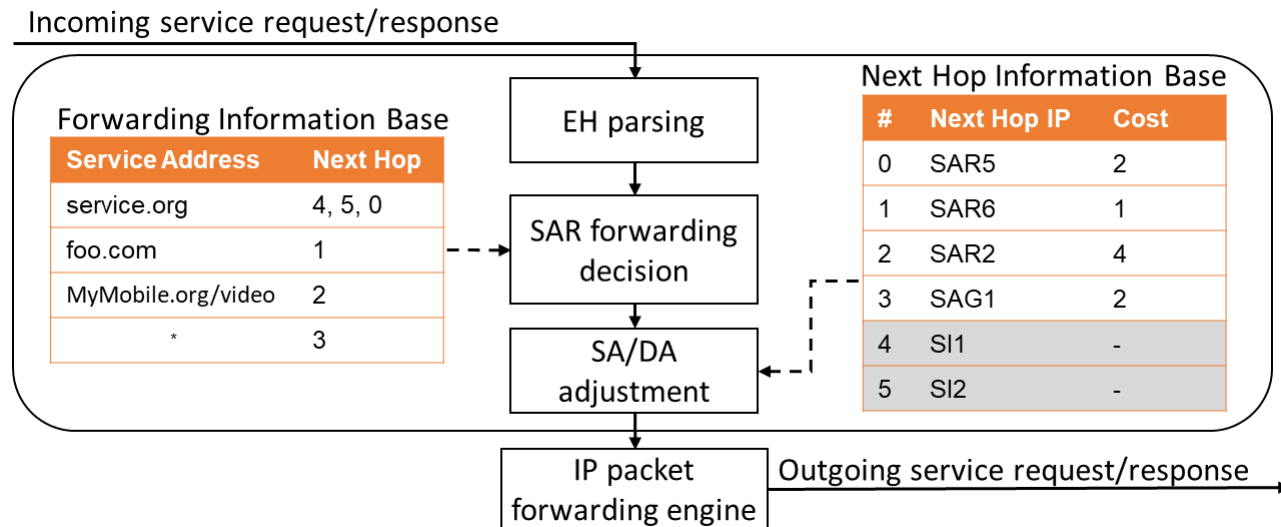 Incoming service request/response
EH parsing
Forwarding Information Base
Service Address Next Hop
service.org 4, 5, 0
foo.com 1
MyMobile.org/video 2
* 3
SAR forwarding
decision
SA/DA
adjustment
Next Hop Information Base
# Next Hop IP Cost
0 SAR5 2
1 SAR6 1
2 SAR2 4
3 SAG1 2
4 SI1 -
5 SI2 -
IP packet
forwarding engine
Outgoing service request/response